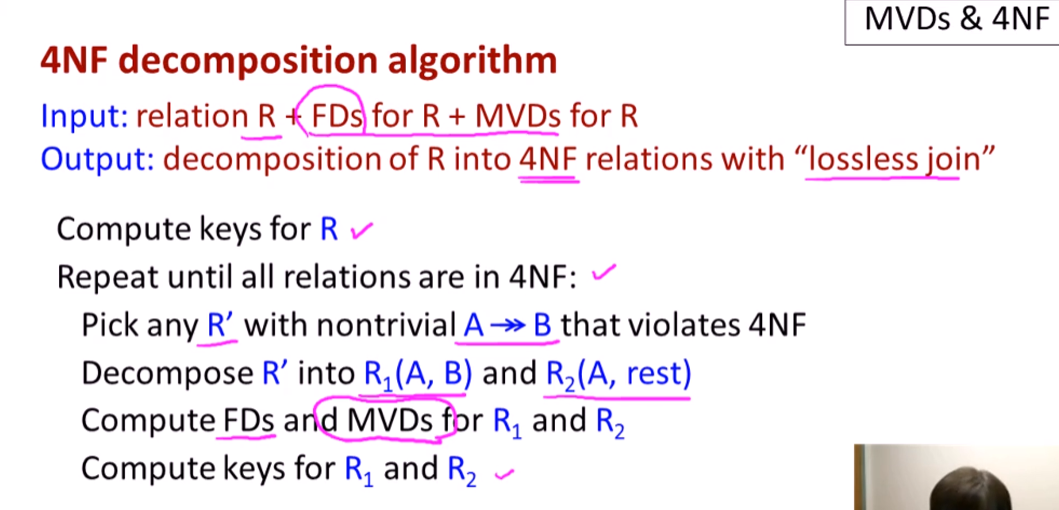 MVDs & 4NF
4NF decomposition algorithm
Input: relation R + FDs for R + MVDs for R
Output: decomposition of R into 4NF relations with “lossless join”
Compute keys for R
Repeat until all relations are in 4NF:
Pick any R’ with nontrivial A ↠ B that violates 4NF
Decompose R’ into R₁(A, B) and R₂(A, rest)
Compute FDs and MVDs for R₁ and R₂
Compute keys for R₁ and R₂